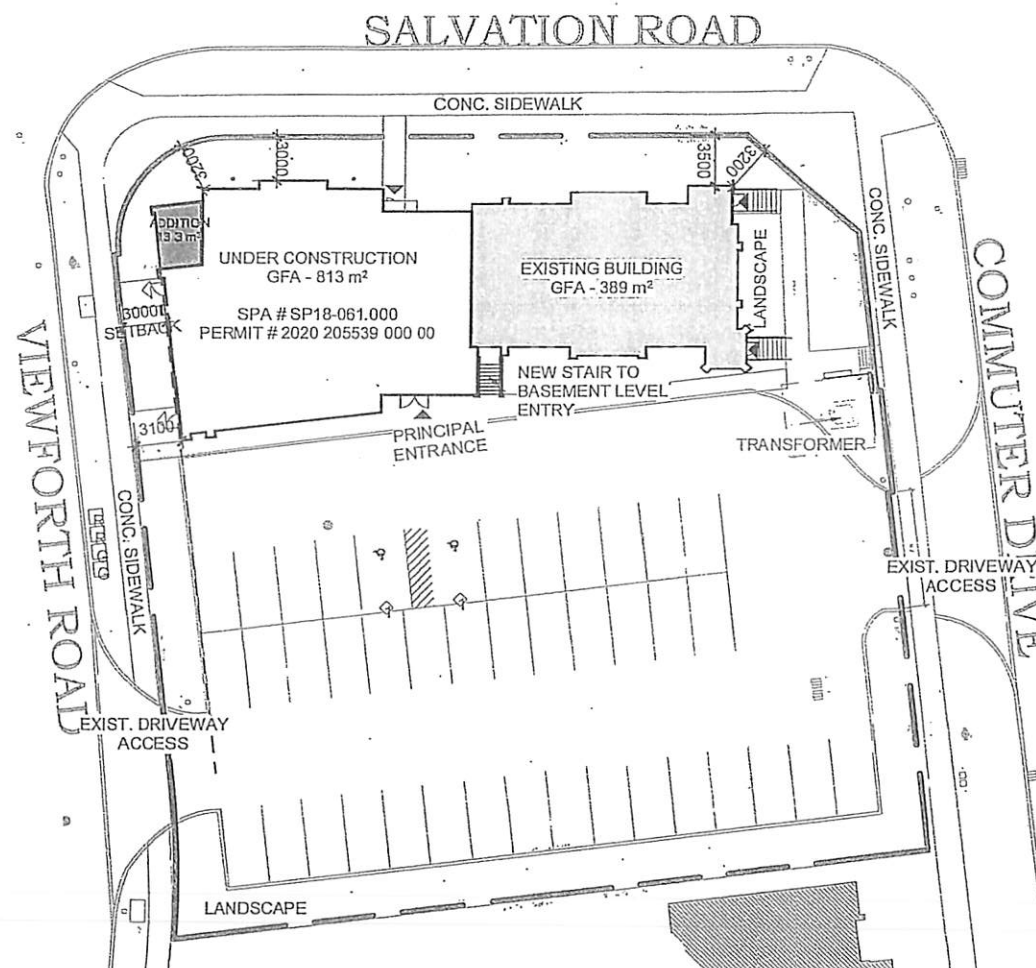 SALVATION ROAD
CONC. SIDEWALK
3200
3000
3500
3200
ADDITION
13.3 m²
UNDER CONSTRUCTION
GFA - 813 m²
SPA # SP18-061.000
PERMIT # 2020 205539 000 00
EXISTING BUILDING
GFA - 389 m²
LANDSCAPE
CONC. SIDEWALK
COMMUTER DRIVE
3000
SETBACK
3100
VIEWFORTH ROAD
CONC. SIDEWALK
NEW STAIR TO
BASEMENT LEVEL
ENTRY
PRINCIPAL
ENTRANCE
TRANSFORMER
EXIST. DRIVEWAY
ACCESS
EXIST. DRIVEWAY
ACCESS
LANDSCAPE